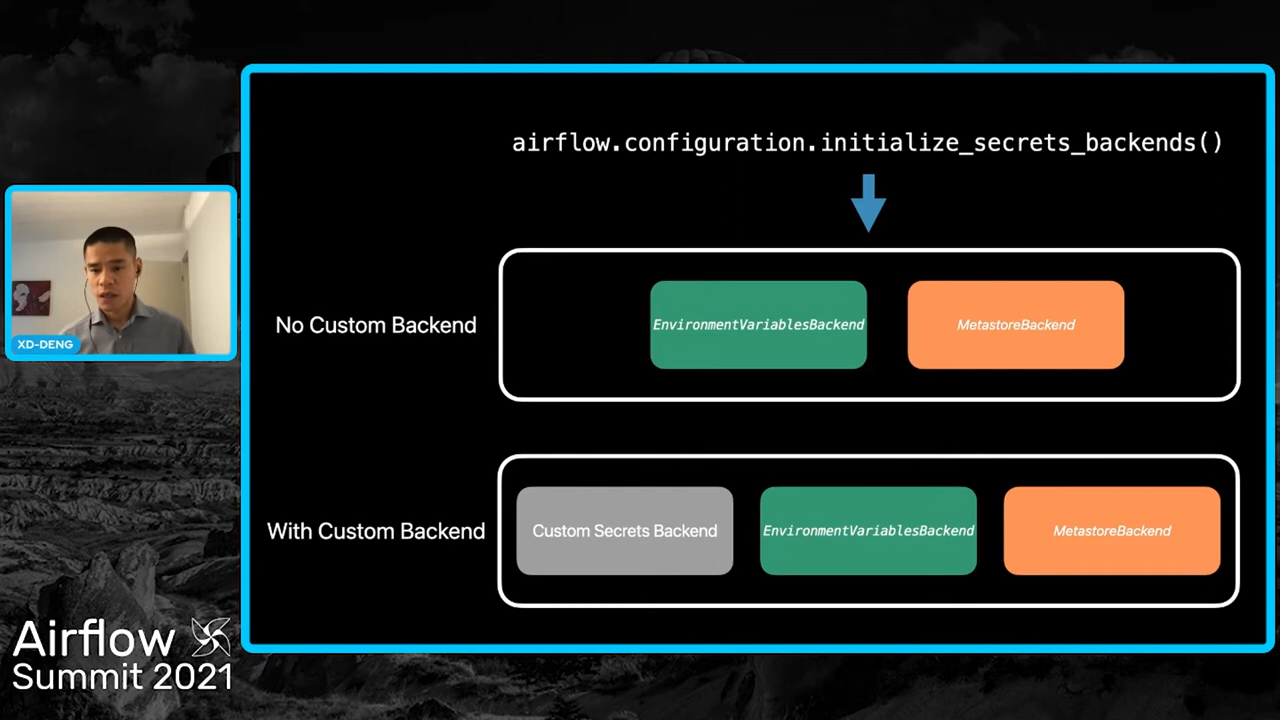 airflow.configuration.initialize_secrets_backends()
No Custom Backend
EnvironmentVariablesBackend
MetastoreBackend
With Custom Backend
Custom Secrets Backend
EnvironmentVariablesBackend
MetastoreBackend
XD-DENG
Airflow
Summit 2021